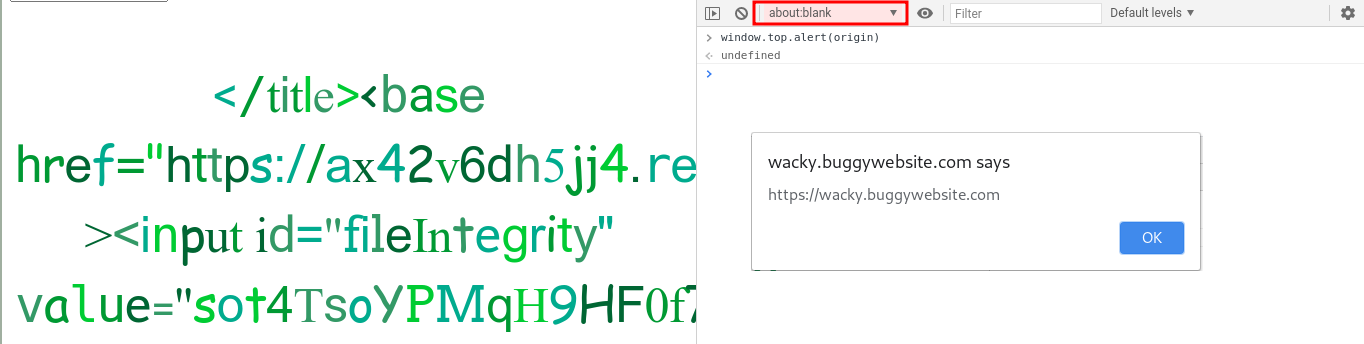 </title><base
href="https://ax42v6dh5jj4.re
><input id="fileIntegrity"
value="sot4TsoYPMqH9HF0f7
about:blank ▼ Filter Default levels ▼
> window.top.alert(origin)
undefined
>
wacky.buggywebsite.com says
https://wacky.buggywebsite.com
OK